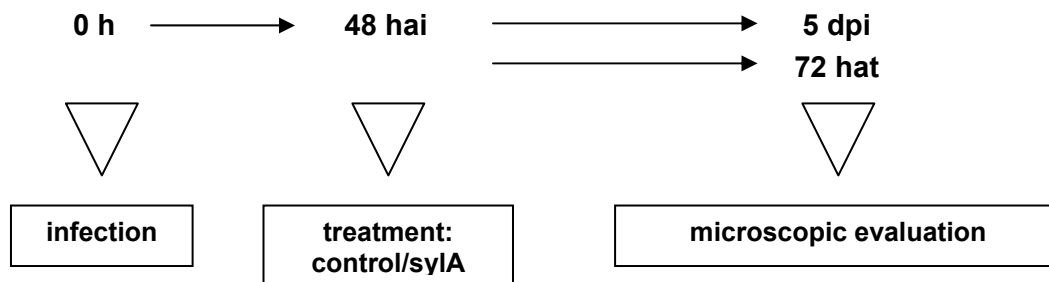 0 h 48 hai 5 dpi
72 hat
infection
treatment:
control/sylA
microscopic evaluation